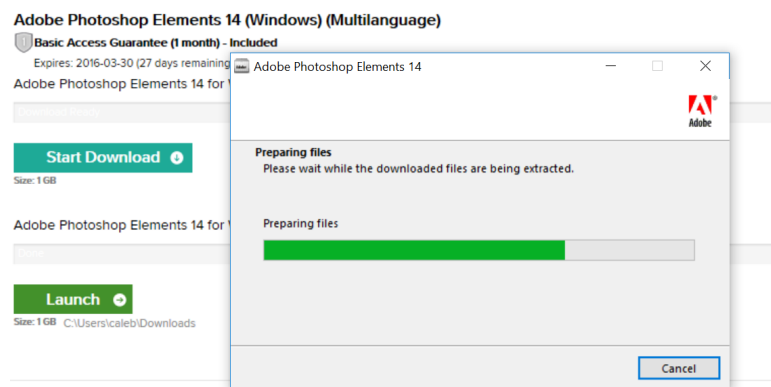 Adobe Photoshop Elements 14 (Windows) (Multilanguage)
Basic Access Guarantee (1 month) - Included
Expires: 2016-03-30 (27 days remaining
Adobe Photoshop Elements 14 for
Download Ready
Start Download
Size: 1 GB
Adobe Photoshop Elements 14 for
Done
Launch
Size: 1 GB C:\Users\caleb\Downloads
Adobe Photoshop Elements 14
Adobe
Preparing files
Please wait while the downloaded files are being extracted.
Preparing files
Cancel